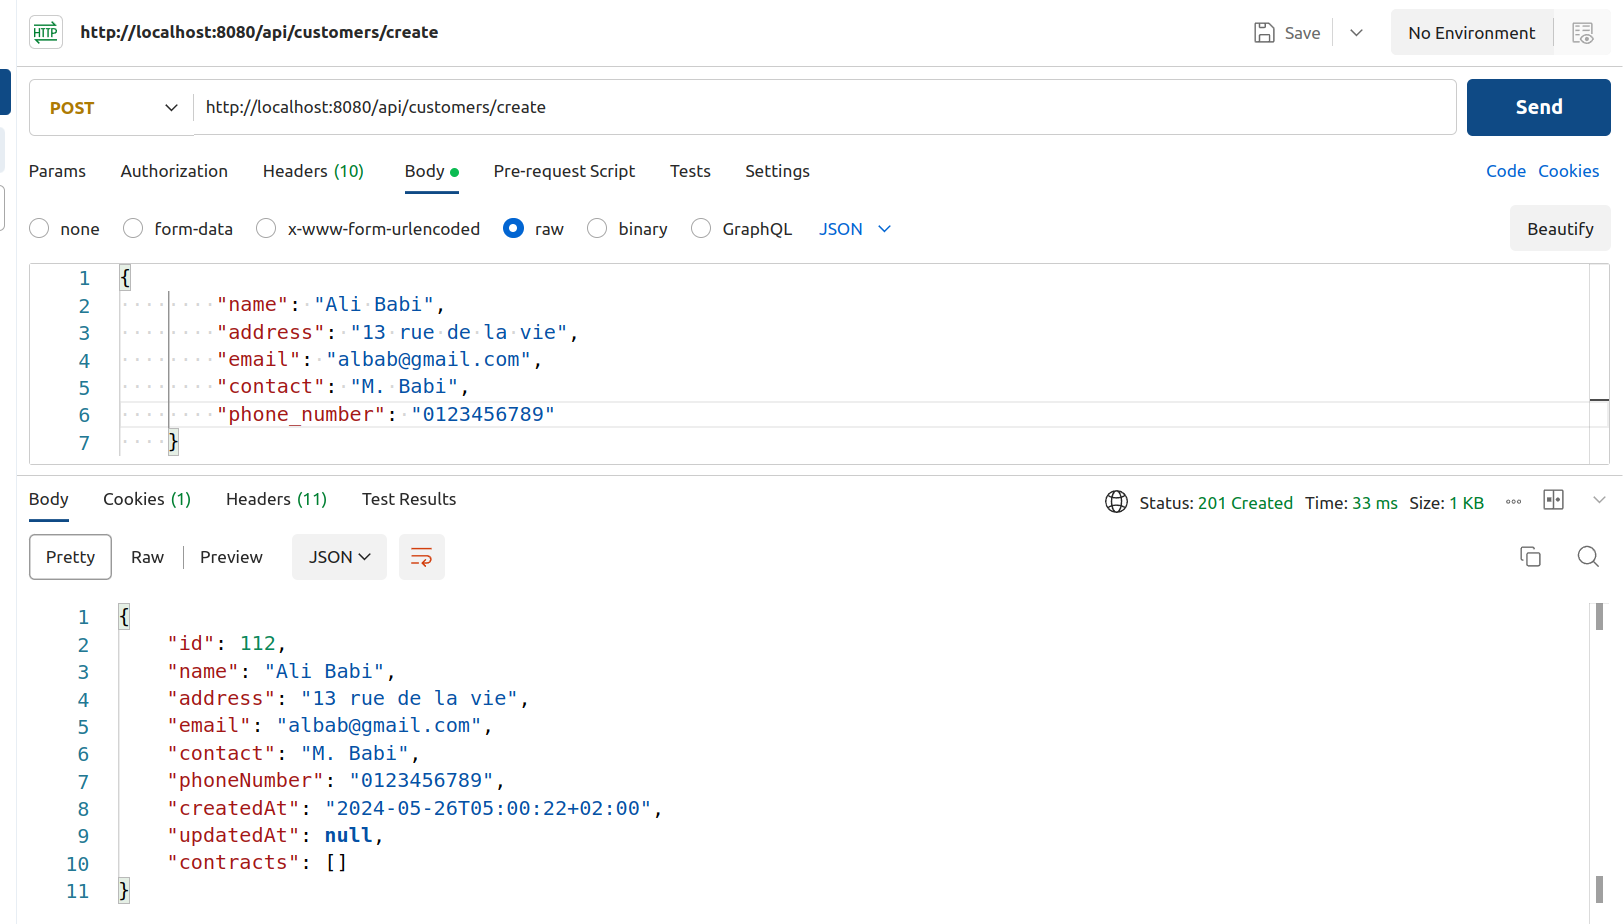 HTTP http://localhost:8080/api/customers/create Save No Environment
POST http://localhost:8080/api/customers/create Send
Params Authorization Headers (10) Body Pre-request Script Tests Settings Code Cookies
none form-data x-www-form-urlencoded raw binary GraphQL JSON Beautify
1 {
2 "name": "Ali Babi",
3 "address": "13 rue de la vie",
4 "email": "albab@gmail.com",
5 "contact": "M. Babi",
6 "phone_number": "0123456789"
7 }
Body Cookies (1) Headers (11) Test Results Status: 201 Created Time: 33 ms Size: 1 KB
Pretty Raw Preview JSON
1 {
2 "id": 112,
3 "name": "Ali Babi",
4 "address": "13 rue de la vie",
5 "email": "albab@gmail.com",
6 "contact": "M. Babi",
7 "phoneNumber": "0123456789",
8 "createdAt": "2024-05-26T05:00:22+02:00",
9 "updatedAt": null,
10 "contracts": []
11 }